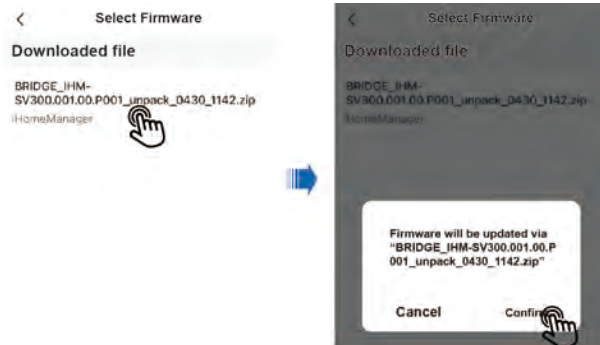 Select Firmware
Downloaded file
BRIDGE_IHM-
SV300.001.00.P001_unpack_0430_1142.zip
iHomeManager
Select Firmware
Downloaded file
BRIDGE_IHM-
SV300.001.00.P001_unpack_0430_1142.zip
iHomeManager
Firmware will be updated via
“BRIDGE_IHM-SV300.001.00.P
001_unpack_0430_1142.zip”
Cancel
Confirm